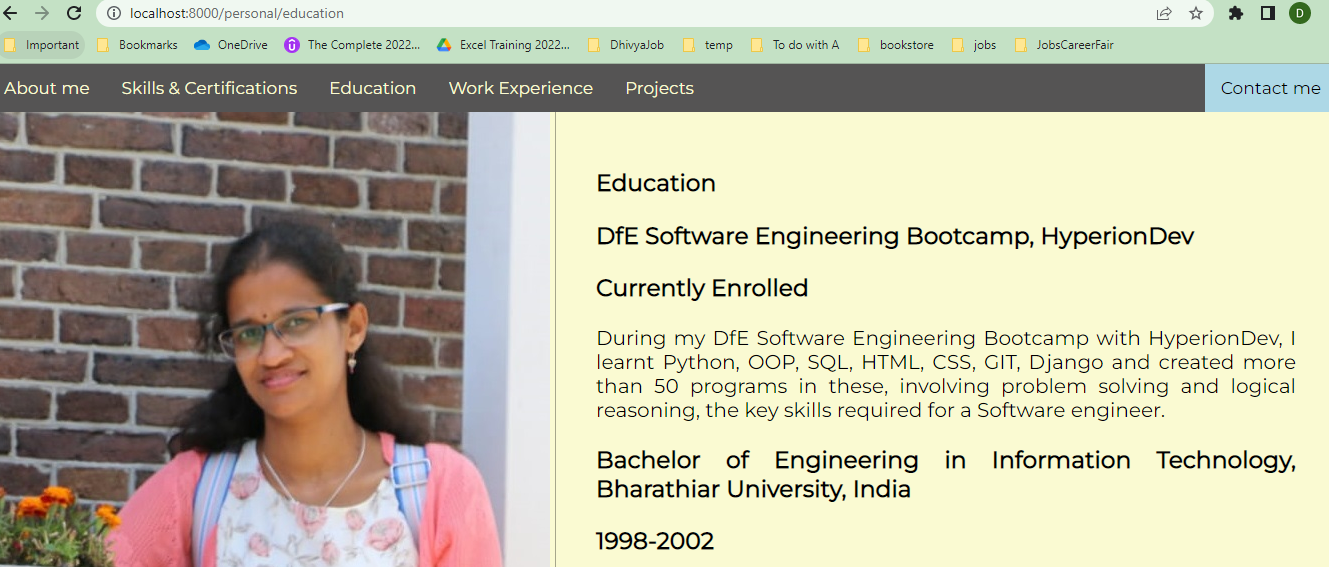 localhost:8000/personal/education
Important Bookmarks OneDrive The Complete 2022... Excel Training 2022... DhivyaJob temp To do with A bookstore jobs JobsCareerFair
About me Skills & Certifications Education Work Experience Projects Contact me
Education
DfE Software Engineering Bootcamp, HyperionDev
Currently Enrolled
During my DfE Software Engineering Bootcamp with HyperionDev, I
learnt Python, OOP, SQL, HTML, CSS, GIT, Django and created more
than 50 programs in these, involving problem solving and logical
reasoning, the key skills required for a Software engineer.
Bachelor of Engineering in Information Technology,
Bharathiar University, India
1998-2002
D